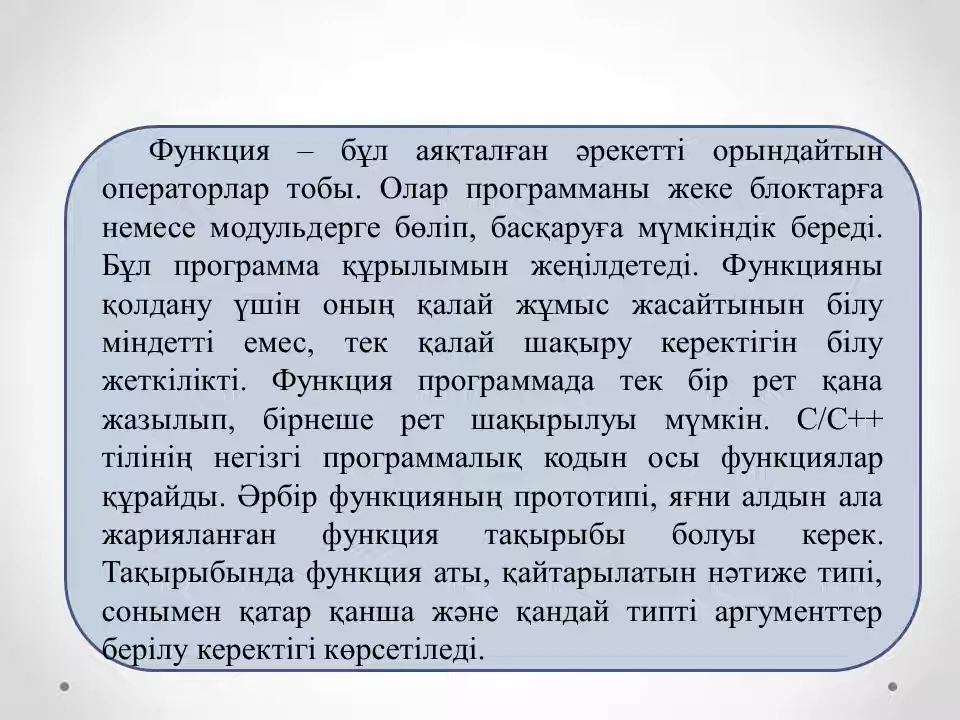 Функция – бұл аяқталған әрекетті орындайтын
операторлар тобы. Олар программаны жеке блоктарға
немесе модульдерге бөліп, басқаруға мүмкіндік береді.
Бұл программа құрылымын жеңілдетеді. Функцияны
қолдану үшін оның қалай жұмыс жасайтынын білу
міндетті емес, тек қалай шақыру керектігін білу
жеткілікті. Функция программада тек бір рет қана
жазылып, бірнеше рет шақырылуы мүмкін. С/С++
тілінің негізгі программалық кодын осы функциялар
құрайды. Әрбір функцияның прототипі, яғни алдын ала
жарияланған функция тақырыбы болуы керек.
Тақырыбында функция аты, қайтарылатын нәтиже типі,
сонымен қатар қанша және қандай типті аргументтер
берілу керектігі көрсетіледі.